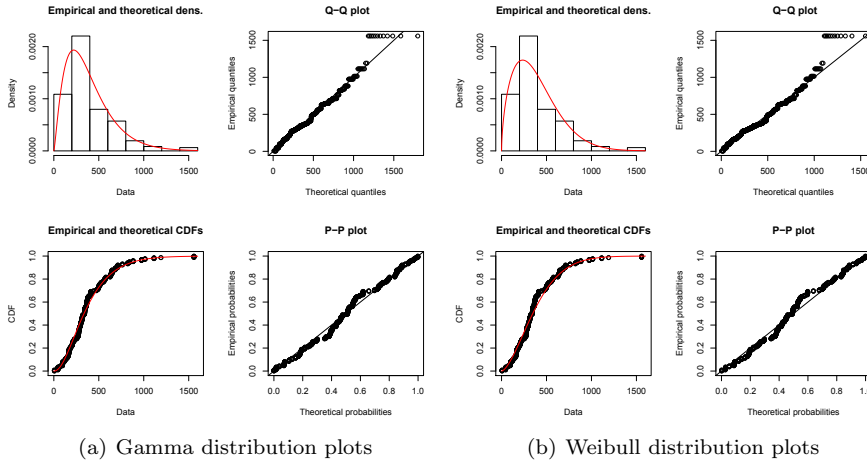 Empirical and theoretical dens.
Density
0.0000 0.0010 0.0020
0 500 1000 1500
Data
Q−Q plot
Empirical quantiles
0 500 1000 1500
0 500 1000 1500
Theoretical quantiles
Empirical and theoretical CDFs
CDF
0.0 0.2 0.4 0.6 0.8 1.0
0 500 1000 1500
Data
P−P plot
Empirical probabilities
0.0 0.2 0.4 0.6 0.8 1.0
0.0 0.2 0.4 0.6 0.8 1.0
Theoretical probabilities
(a) Gamma distribution plots
Empirical and theoretical dens.
Density
0.0000 0.0010 0.0020
0 500 1000 1500
Data
Q−Q plot
Empirical quantiles
0 500 1000 1500
0 500 1000 1500
Theoretical quantiles
Empirical and theoretical CDFs
CDF
0.0 0.2 0.4 0.6 0.8 1.0
0 500 1000 1500
Data
P−P plot
Empirical probabilities
0.0 0.2 0.4 0.6 0.8 1.0
0.0 0.2 0.4 0.6 0.8 1.0
Theoretical probabilities
(b) Weibull distribution plots